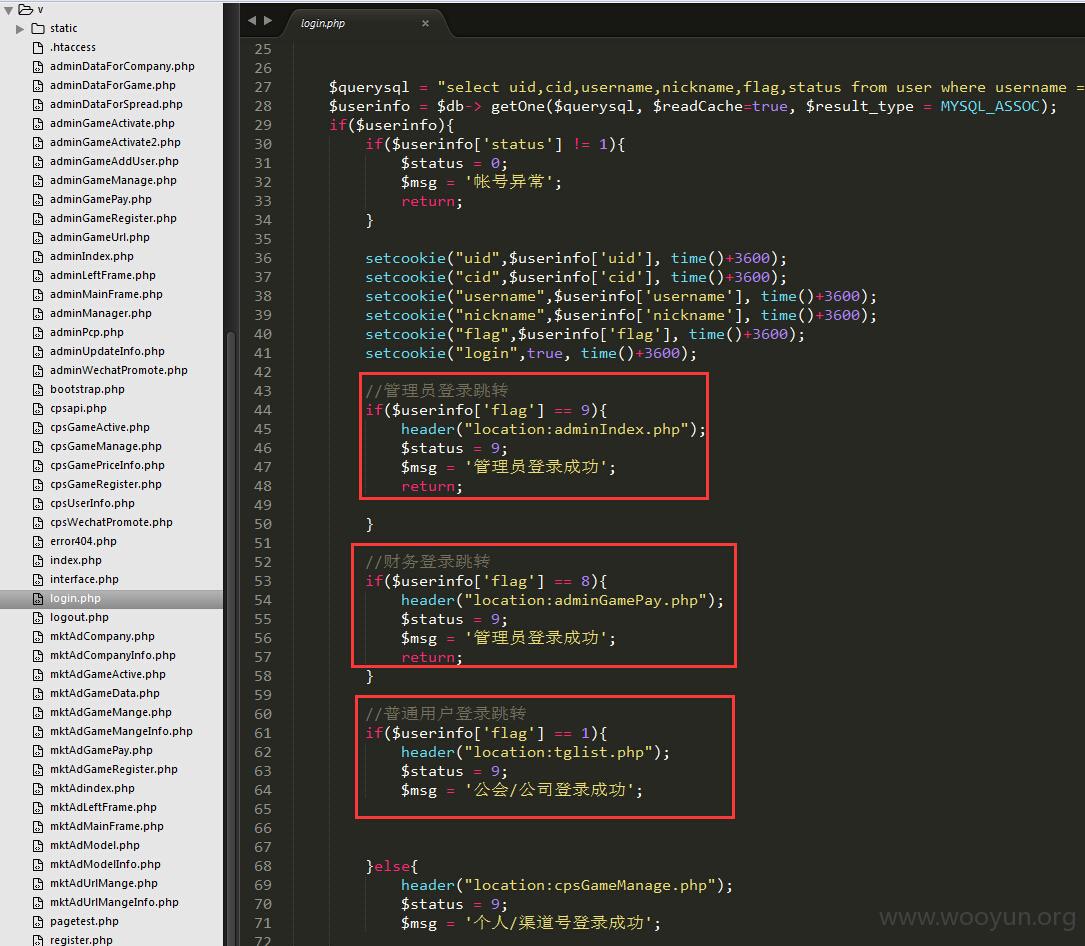 v
static
.htaccess
adminDataForCompany.php
adminDataForGame.php
adminDataForSpread.php
adminGameActivate.php
adminGameActivate2.php
adminGameAddUser.php
adminGameManage.php
adminGamePay.php
adminGameRegister.php
adminGameUrl.php
adminIndex.php
adminLeftFrame.php
adminMainFrame.php
adminManager.php
adminPcp.php
adminUpdateInfo.php
adminWechatPromote.php
bootstrap.php
cpsapi.php
cpsGameActive.php
cpsGameManage.php
cpsGamePriceInfo.php
cpsGameRegister.php
cpsUserInfo.php
cpsWechatPromote.php
error404.php
index.php
interface.php
login.php
logout.php
mktAdCompany.php
mktAdCompanyInfo.php
mktAdGameActive.php
mktAdGameData.php
mktAdGameMange.php
mktAdGameMangeInfo.php
mktAdGamePay.php
mktAdGameRegister.php
mktAdindex.php
mktAdLeftFrame.php
mktAdMainFrame.php
mktAdModel.php
mktAdModelInfo.php
mktAdUrlMange.php
mktAdUrlMangeInfo.php
pagetest.php
register.php
login.php ×
25
26
27 $querysql = "select uid,cid,username,nickname,flag,status from user where username =
28 $userinfo = $db-> getOne($querysql, $readCache=true, $result_type = MYSQL_ASSOC);
29 if($userinfo){
30 if($userinfo['status'] != 1){
31 $status = 0;
32 $msg = '帐号异常';
33 return;
34 }
35
36 setcookie("uid",$userinfo['uid'], time()+3600);
37 setcookie("cid",$userinfo['cid'], time()+3600);
38 setcookie("username",$userinfo['username'], time()+3600);
39 setcookie("nickname",$userinfo['nickname'], time()+3600);
40 setcookie("flag",$userinfo['flag'], time()+3600);
41 setcookie("login",true, time()+3600);
42
43 //管理员登录跳转
44 if($userinfo['flag'] == 9){
45 header("location:adminIndex.php");
46 $status = 9;
47 $msg = '管理员登录成功';
48 return;
49
50 }
51
52 //财务登录跳转
53 if($userinfo['flag'] == 8){
54 header("location:adminGamePay.php");
55 $status = 9;
56 $msg = '管理员登录成功';
57 return;
58 }
59
60 //普通用户登录跳转
61 if($userinfo['flag'] == 1){
62 header("location:tglist.php");
63 $status = 9;
64 $msg = '公会/公司登录成功';
65
66
67
68 }else{
69 header("location:cpsGameManage.php");
70 $status = 9;
71 $msg = '个人/渠道号登录成功';
72
www.wooyun.org